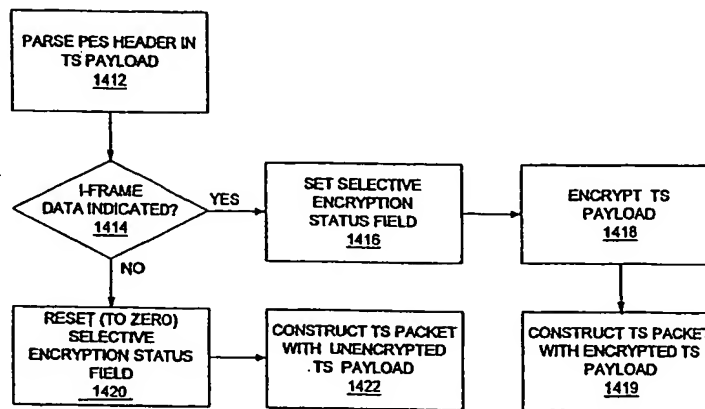 PARSE PES HEADER IN
TS PAYLOAD
1412
I-FRAME
DATA INDICATED?
1414
YES
NO
SET SELECTIVE
ENCRYPTION
STATUS FIELD
1416
ENCRYPT TS
PAYLOAD
1418
RESET (TO ZERO)
SELECTIVE
ENCRYPTION STATUS
FIELD
1420
CONSTRUCT TS PACKET
WITH UNENCRYPTED
TS PAYLOAD
1422
CONSTRUCT TS PACKET
WITH ENCRYPTED TS
PAYLOAD
1419